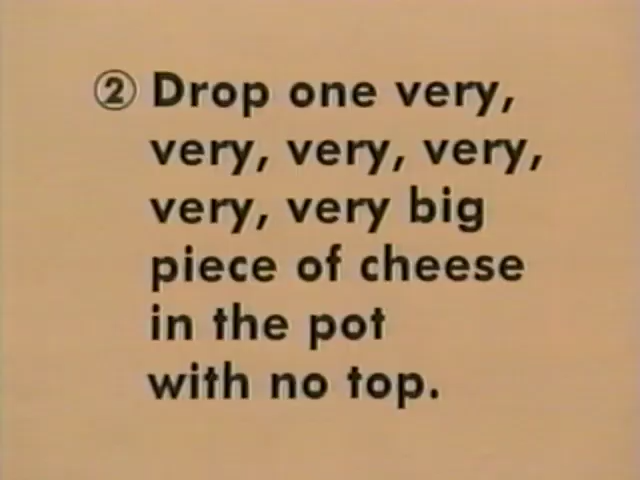 ② Drop one very,
very, very, very,
very, very big
piece of cheese
in the pot
with no top.